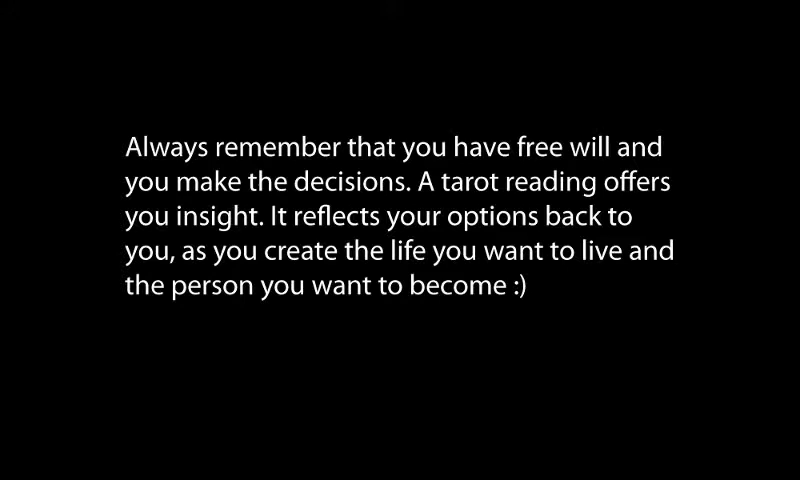 Always remember that you have free will and
you make the decisions. A tarot reading offers
you insight. It reflects your options back to
you, as you create the life you want to live and
the person you want to become :)